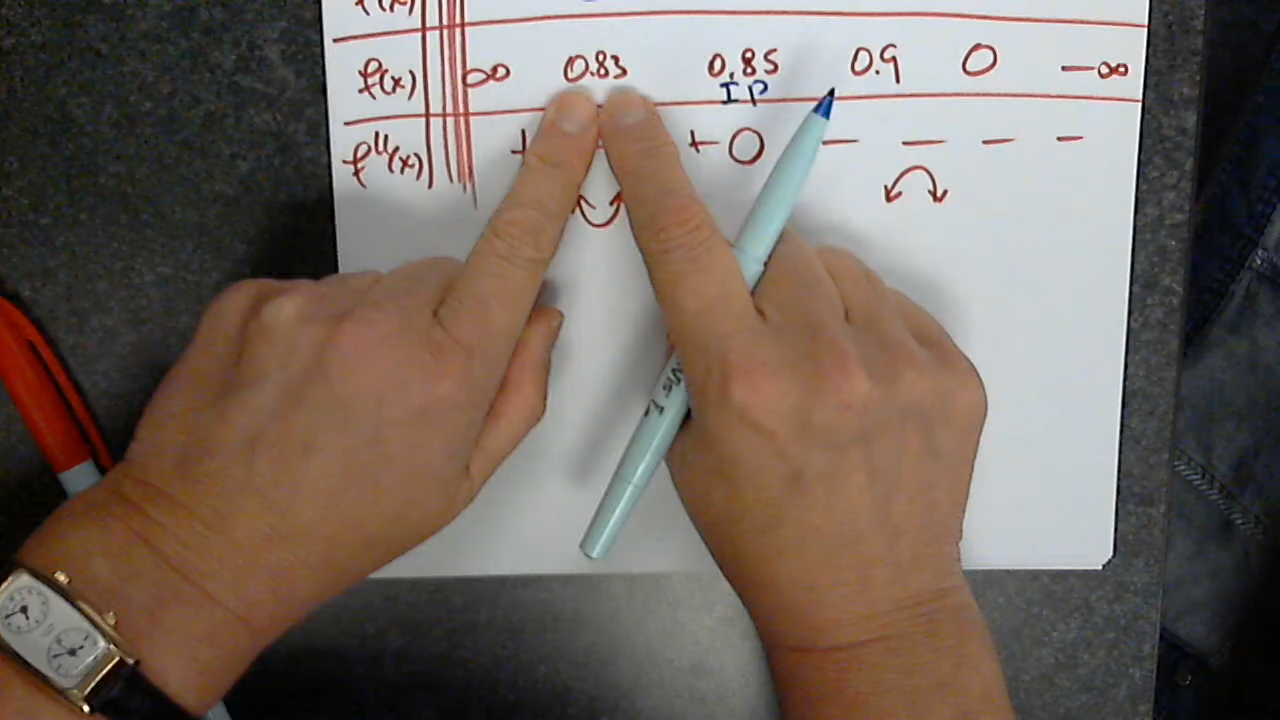 f(x) ∞ 0.83 0.85 0.9 0 -∞
IP
f''(x) + + 0 - - - -